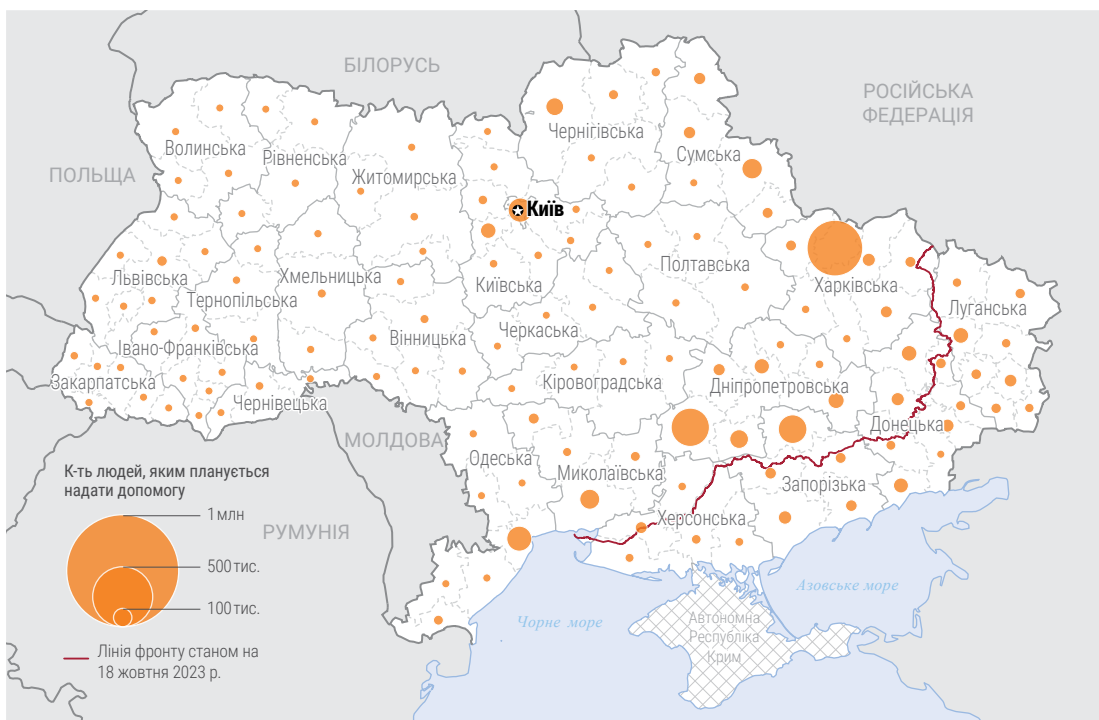 БІЛОРУСЬ
РОСІЙСЬКА
ФЕДЕРАЦІЯ
ПОЛЬЩА
Волинська
Рівненська
Житомирська
Чернігівська
Сумська
Київ
Львівська
Тернопільська
Хмельницька
Київська
Полтавська
Харківська
Луганська
Івано-Франківська
Вінницька
Черкаська
Закарпатська
Чернівецька
Кіровоградська
Дніпропетровська
Донецька
МОЛДОВА
Одеська
Миколаївська
Запорізька
Херсонська
РУМУНІЯ
Чорне море
Азовське море
Автономна
Республіка
Крим
К-ть людей, яким планується
надати допомогу
1 млн
500 тис.
100 тис.
Лінія фронту станом на
18 жовтня 2023 р.